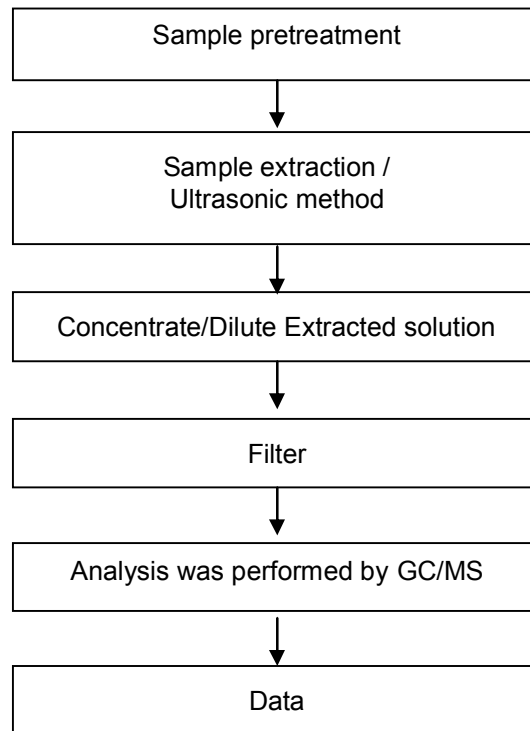 Sample pretreatment
Sample extraction /
Ultrasonic method
Concentrate/Dilute Extracted solution
Filter
Analysis was performed by GC/MS
Data